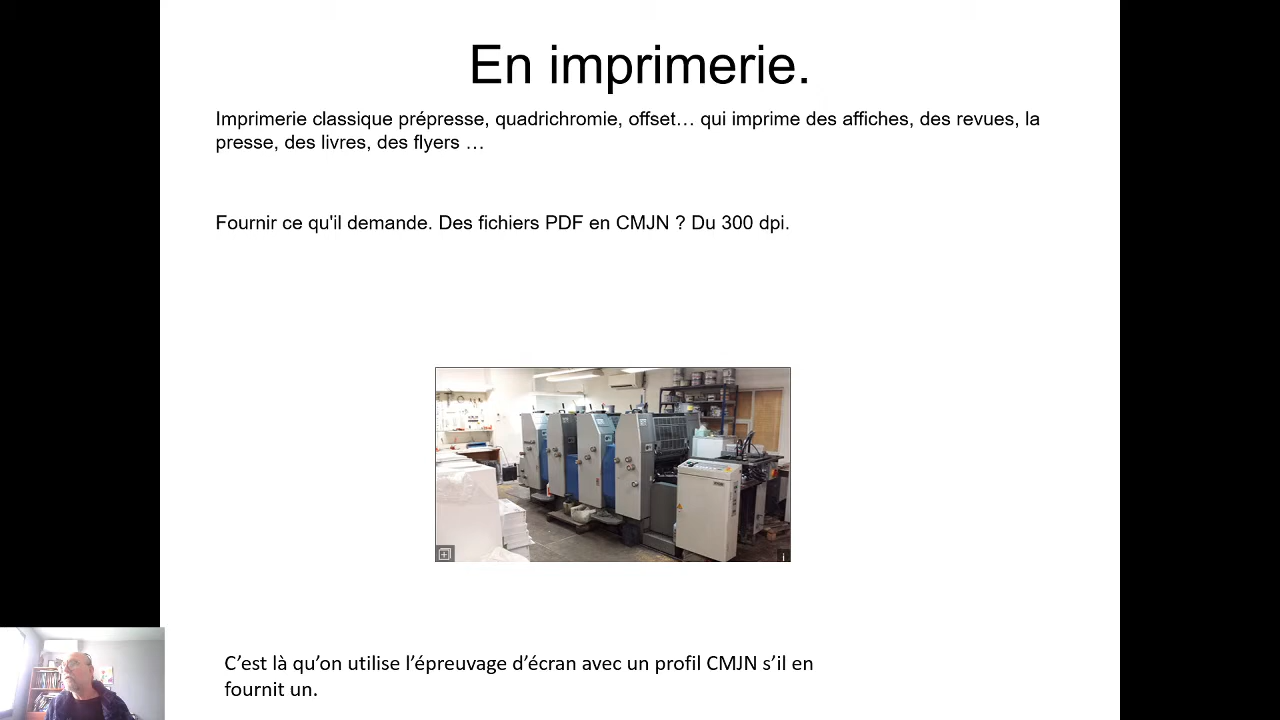 En imprimerie.
Imprimerie classique prépresse, quadrichromie, offset… qui imprime des affiches, des revues, la
presse, des livres, des flyers …
Fournir ce qu'il demande. Des fichiers PDF en CMJN ? Du 300 dpi.
C’est là qu’on utilise l’épreuvage d’écran avec un profil CMJN s’il en
fournit un.